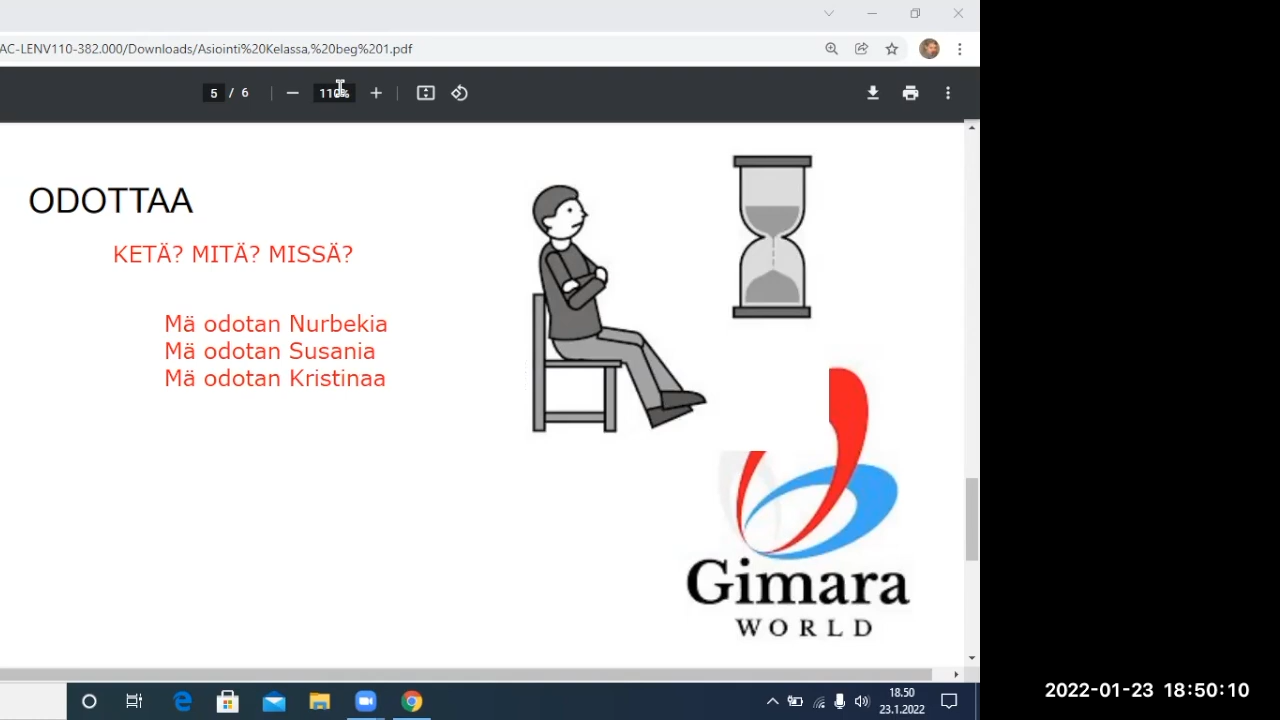 AC-LENV110-382.000/Downloads/Asiointi%20Kelassa,%20beg%201.pdf
5 / 6
110%
ODOTTAA
KETÄ? MITÄ? MISSÄ?
Mä odotan Nurbekia
Mä odotan Susania
Mä odotan Kristinaa
Gimara
WORLD
18.50
23.1.2022
2022-01-23 18:50:10